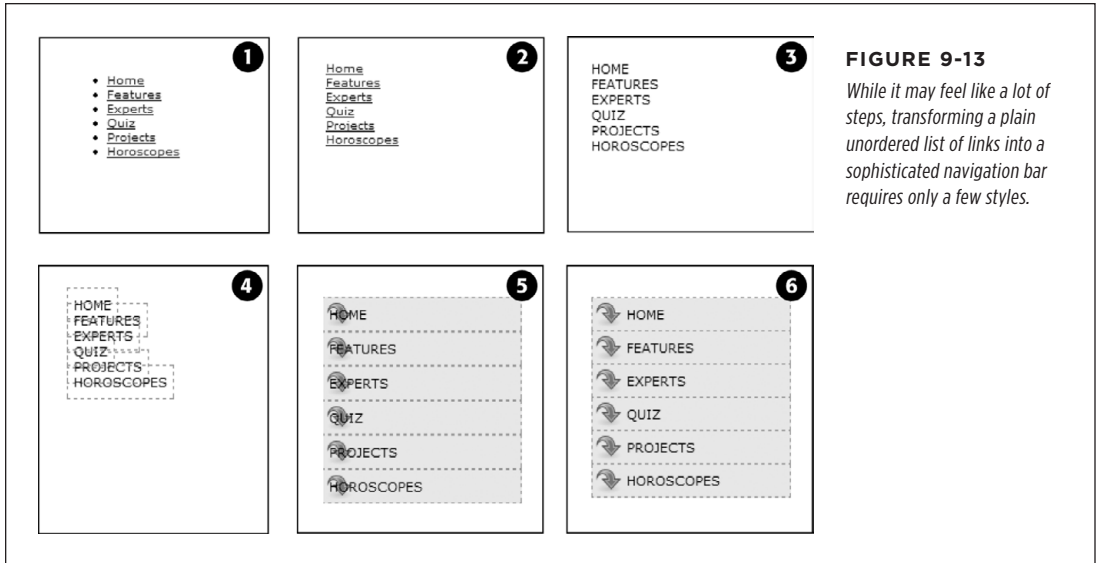 1
Home
Features
Experts
Quiz
Projects
Horoscopes
2
Home
Features
Experts
Quiz
Projects
Horoscopes
3
HOME
FEATURES
EXPERTS
QUIZ
PROJECTS
HOROSCOPES
FIGURE 9-13
While it may feel like a lot of
steps, transforming a plain
unordered list of links into a
sophisticated navigation bar
requires only a few styles.
4
HOME
FEATURES
EXPERTS
QUIZ
PROJECTS
HOROSCOPES
5
HOME
FEATURES
EXPERTS
QUIZ
PROJECTS
HOROSCOPES
6
HOME
FEATURES
EXPERTS
QUIZ
PROJECTS
HOROSCOPES